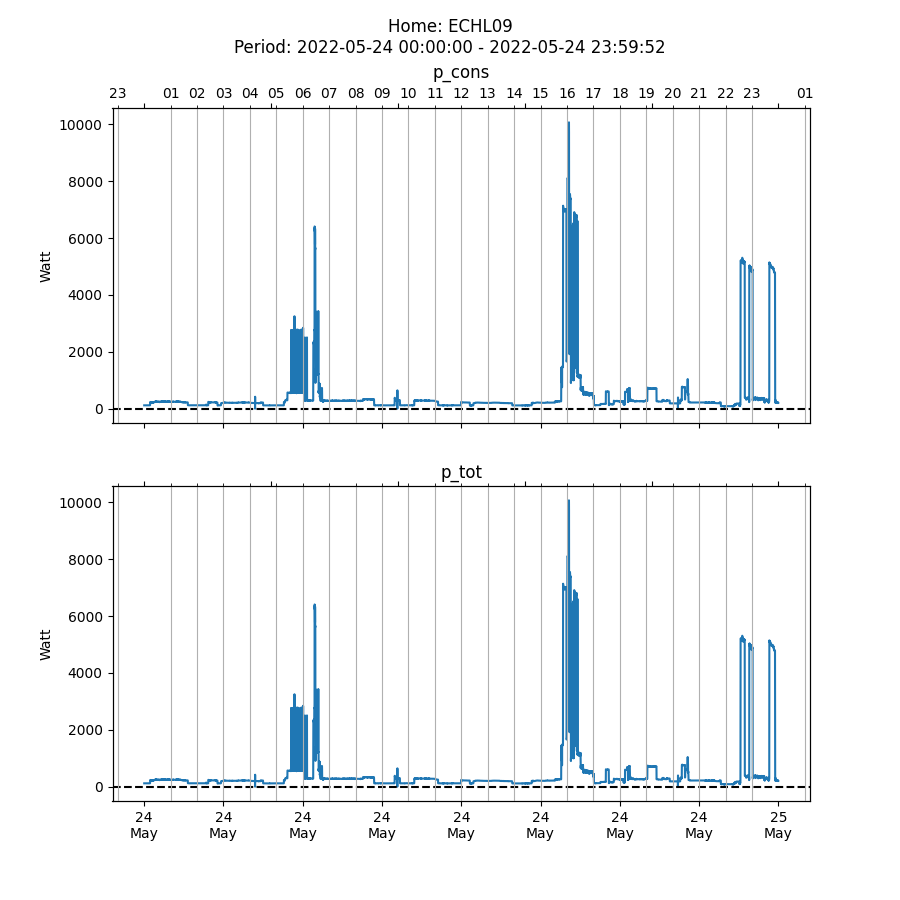 Home: ECHL09
Period: 2022-05-24 00:00:00 - 2022-05-24 23:59:52
p_cons
23 01 02 03 04 05 06 07 08 09 10 11 12 13 14 15 16 17 18 19 20 21 22 23 01
10000
8000
6000
4000
2000
0
Watt
p_tot
10000
8000
6000
4000
2000
0
Watt
24 24 24 24 24 24 24 24 25
May May May May May May May May May